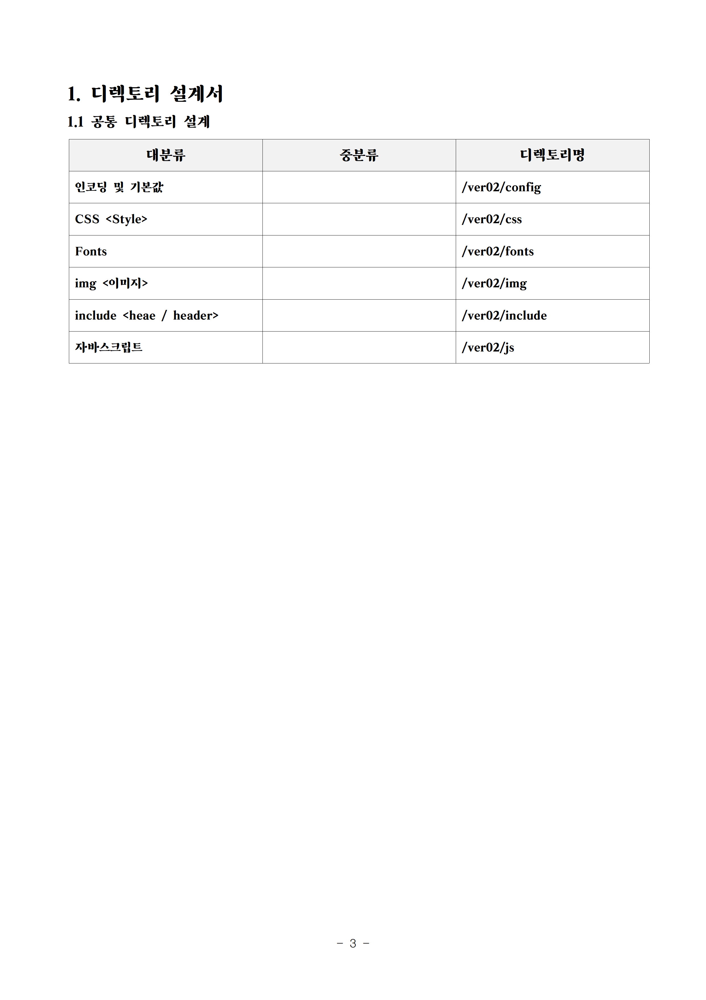 1. 디렉토리 설계서
1.1 공통 디렉토리 설계
대분류 중분류 디렉토리명
인코딩 및 기본값 /ver02/config
CSS <Style> /ver02/css
Fonts /ver02/fonts
img <이미지> /ver02/img
include <heae / header> /ver02/include
자바스크립트 /ver02/js
- 3 -